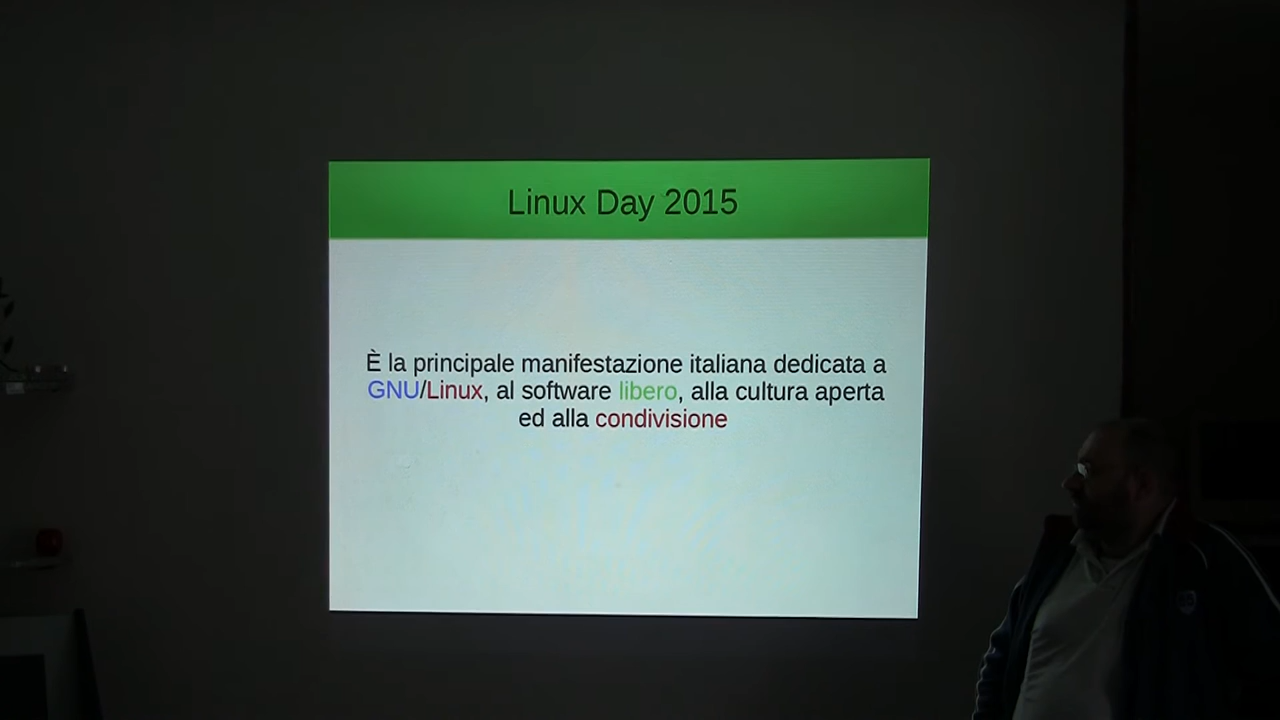 Linux Day 2015
È la principale manifestazione italiana dedicata a
GNU/Linux, al software libero, alla cultura aperta
ed alla condivisione